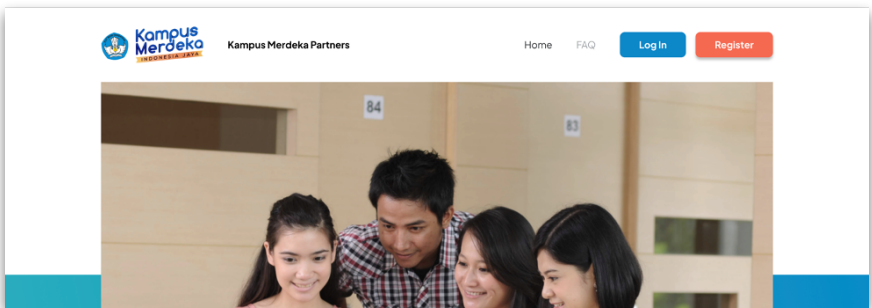 Kampus
Merdeka
INDONESIA JAYA
Kampus Merdeka Partners
Home
FAQ
Log In
Register
84
83